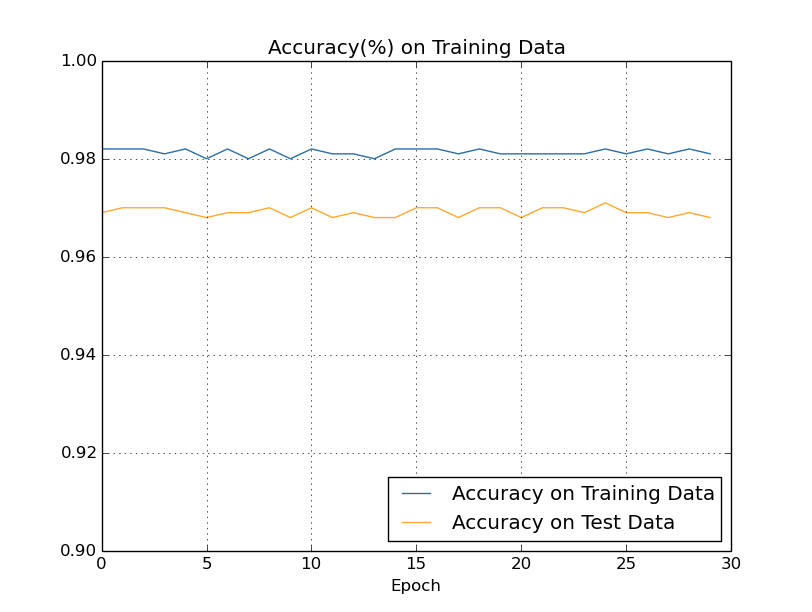 Accuracy(%) on Training Data
1.00
0.98
0.96
0.94
0.92
0.90
Accuracy on Training Data
Accuracy on Test Data
0 5 10 15 20 25 30
Epoch